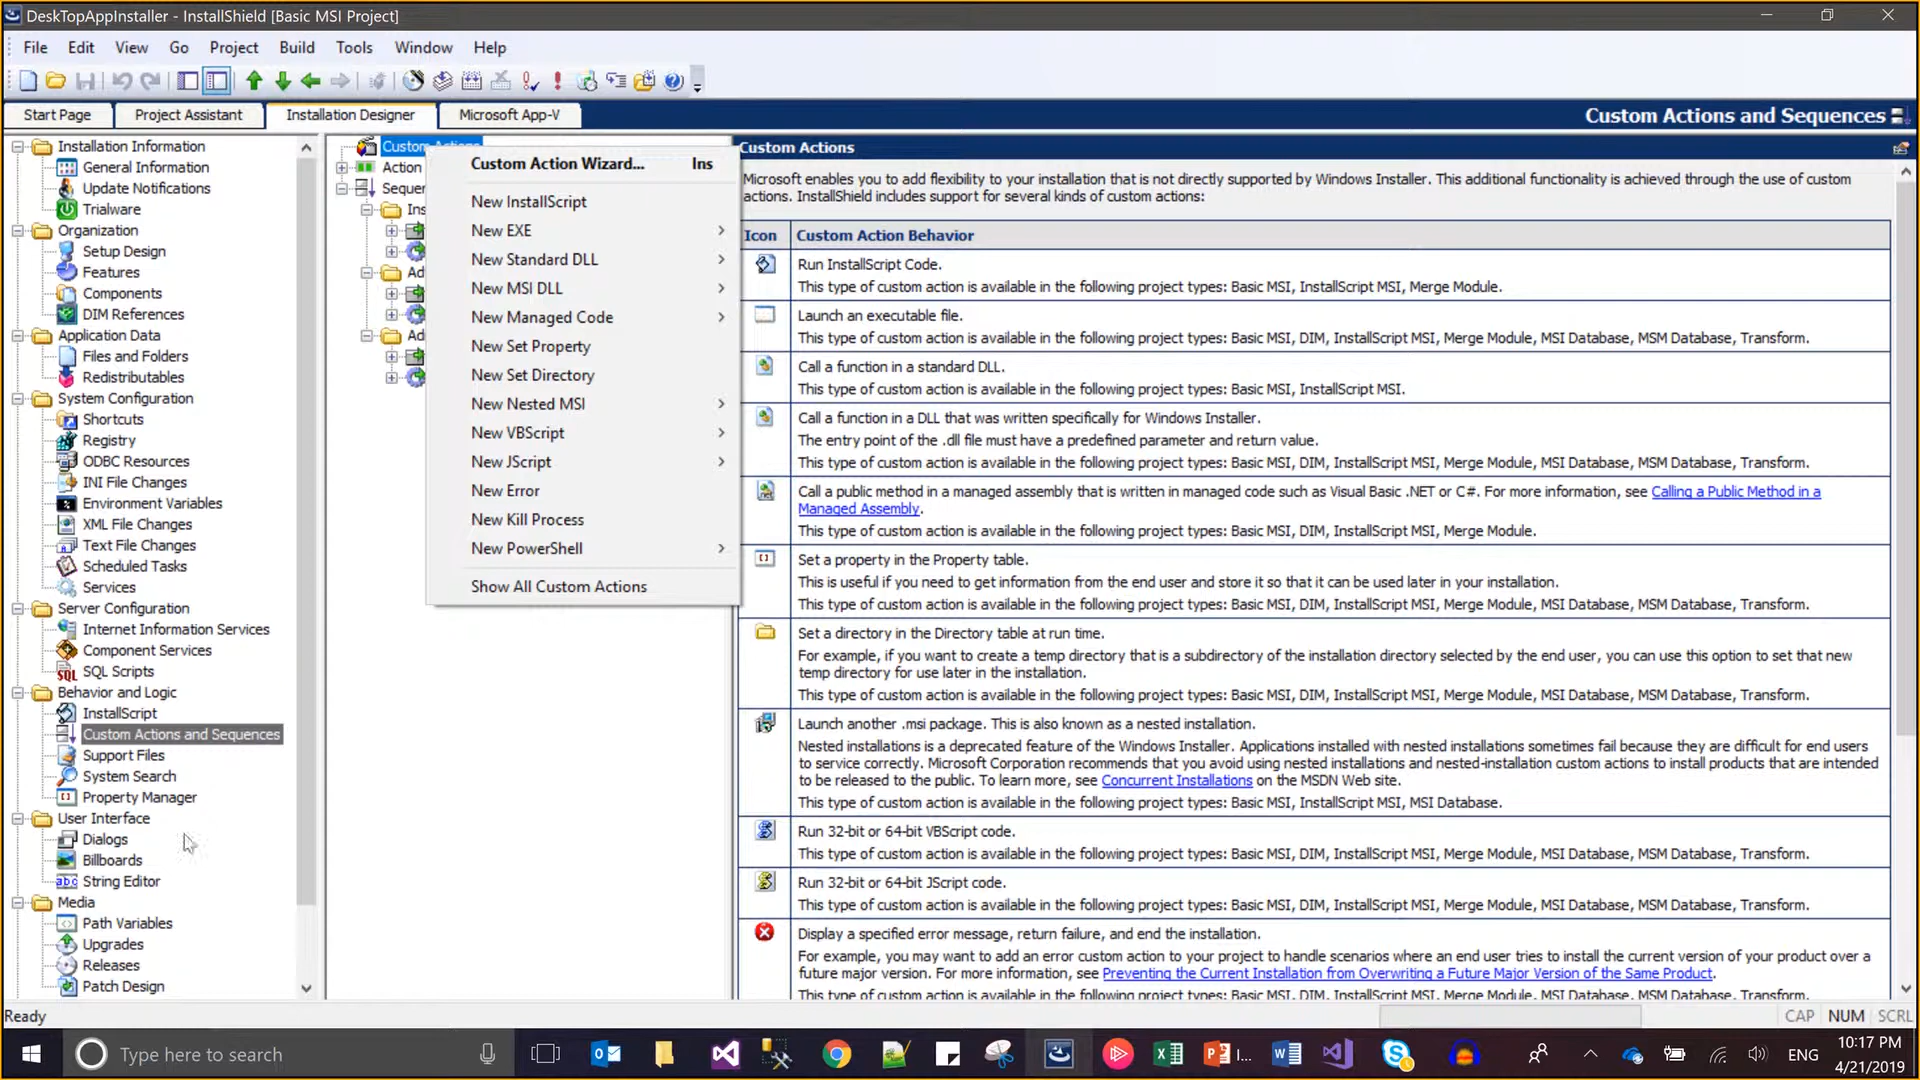 DeskTopAppInstaller - InstallShield [Basic MSI Project]
File Edit View Go Project Build Tools Window Help
Start Page Project Assistant Installation Designer Microsoft App-V Custom Actions and Sequences
Installation Information
General Information
Update Notifications
Trialware
Organization
Setup Design
Features
Components
DIM References
Application Data
Files and Folders
Redistributables
System Configuration
Shortcuts
Registry
ODBC Resources
INI File Changes
Environment Variables
XML File Changes
Text File Changes
Scheduled Tasks
Services
Server Configuration
Internet Information Services
Component Services
SQL Scripts
Behavior and Logic
InstallScript
Custom Actions and Sequences
Support Files
System Search
Property Manager
User Interface
Dialogs
Billboards
abc String Editor
Media
Path Variables
Upgrades
Releases
Patch Design
Custom Actions
Action
Sequer
Ins
Ad
Ad
Custom Action Wizard... Ins
New InstallScript
New EXE
New Standard DLL
New MSI DLL
New Managed Code
New Set Property
New Set Directory
New Nested MSI
New VBScript
New JScript
New Error
New Kill Process
New PowerShell
Show All Custom Actions
Custom Actions
Microsoft enables you to add flexibility to your installation that is not directly supported by Windows Installer. This additional functionality is achieved through the use of custom
actions. InstallShield includes support for several kinds of custom actions:
Icon Custom Action Behavior
Run InstallScript Code.
This type of custom action is available in the following project types: Basic MSI, InstallScript MSI, Merge Module.
Launch an executable file.
This type of custom action is available in the following project types: Basic MSI, DIM, InstallScript MSI, Merge Module, MSI Database, MSM Database, Transform.
Call a function in a standard DLL.
This type of custom action is available in the following project types: Basic MSI, InstallScript MSI.
Call a function in a DLL that was written specifically for Windows Installer.
The entry point of the .dll file must have a predefined parameter and return value.
This type of custom action is available in the following project types: Basic MSI, DIM, InstallScript MSI, Merge Module, MSI Database, MSM Database, Transform.
Call a public method in a managed assembly that is written in managed code such as Visual Basic .NET or C#. For more information, see Calling a Public Method in a
Managed Assembly.
This type of custom action is available in the following project types: Basic MSI, DIM, InstallScript MSI, Merge Module.
Set a property in the Property table.
This is useful if you need to get information from the end user and store it so that it can be used later in your installation.
This type of custom action is available in the following project types: Basic MSI, DIM, InstallScript MSI, Merge Module, MSI Database, MSM Database, Transform.
Set a directory in the Directory table at run time.
For example, if you want to create a temp directory that is a subdirectory of the installation directory selected by the end user, you can use this option to set that new
temp directory for use later in the installation.
This type of custom action is available in the following project types: Basic MSI, DIM, InstallScript MSI, Merge Module, MSI Database, MSM Database, Transform.
Launch another .msi package. This is also known as a nested installation.
Nested installations is a deprecated feature of the Windows Installer. Applications installed with nested installations sometimes fail because they are difficult for end users
to service correctly. Microsoft Corporation recommends that you avoid using nested installations and nested-installation custom actions to install products that are intended
to be released to the public. To learn more, see Concurrent Installations on the MSDN Web site.
This type of custom action is available in the following project types: Basic MSI, InstallScript MSI, MSI Database.
Run 32-bit or 64-bit VBScript code.
This type of custom action is available in the following project types: Basic MSI, DIM, InstallScript MSI, Merge Module, MSI Database, MSM Database, Transform.
Run 32-bit or 64-bit JScript code.
This type of custom action is available in the following project types: Basic MSI, DIM, InstallScript MSI, Merge Module, MSI Database, MSM Database, Transform.
Display a specified error message, return failure, and end the installation.
For example, you may want to add an error custom action to your project to handle scenarios where an end user tries to install the current version of your product over a
future major version. For more information, see Preventing the Current Installation from Overwriting a Future Major Version of the Same Product.
This type of custom action is available in the following project types: Basic MSI, DIM, InstallScript MSI, Merge Module, MSI Database, MSM Database, Transform.
Ready CAP NUM SCRL
Type here to search I... ENG 10:17 PM
4/21/2019